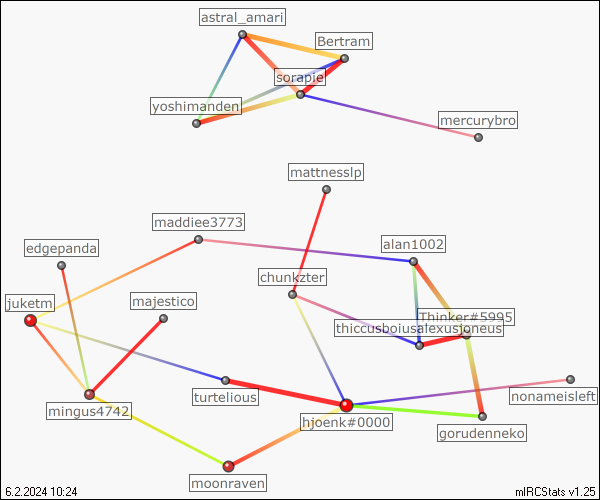 astral_amari
Bertram
sorapie
yoshimanden
mercurybro
mattnesslp
maddiee3773
edgepanda
alan1002
chunkzter
juketm
majestico
Thinker#5995
thiccusboiusalexusjoneus
turtelious
nonameisleft
mingus4742
hjoenk#0000
gorudenneko
moonraven
6.2.2024 10:24
mIRCStats v1.25